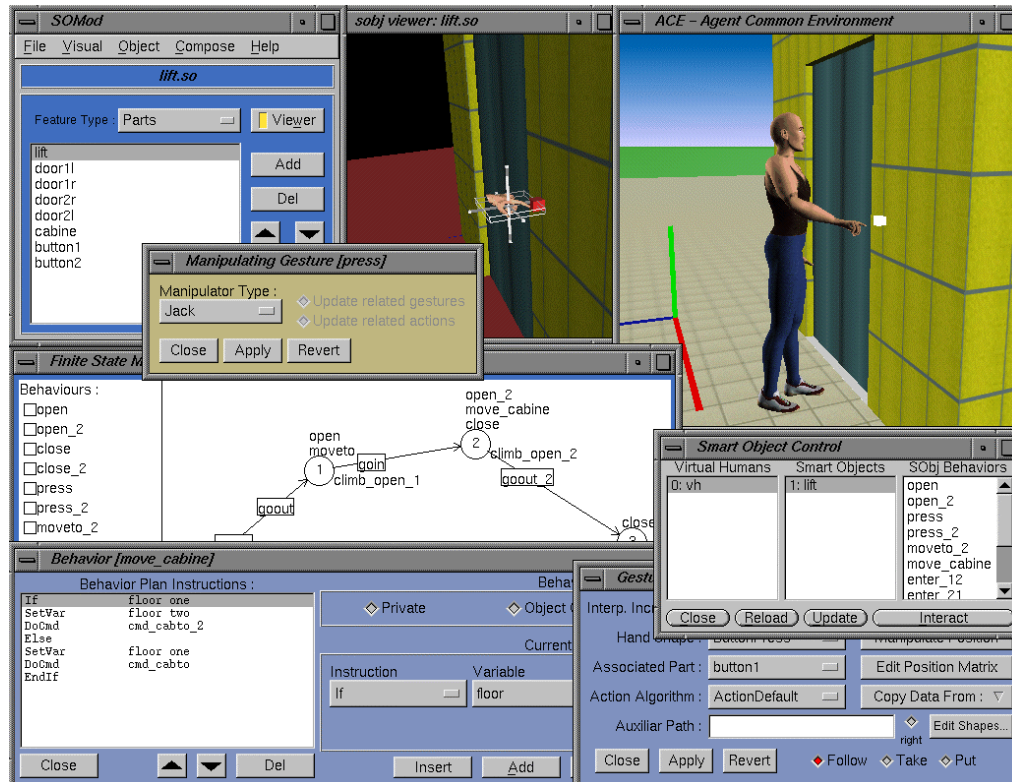 SOMod
File Visual Object Compose Help
lift.so
Feature Type : Parts
Viewer
lift
door1l
door1r
door2r
door2l
cabine
button1
button2
Add
Del
sobj viewer: lift.so
ACE – Agent Common Environment
Manipulating Gesture [press]
Manipulator Type :
Jack
Update related gestures
Update related actions
Close Apply Revert
Finite State
Behaviours :
open
open_2
close
close_2
press
press_2
moveto_2
open
moveto
1
goin
climb_open_1
goout
open_2
move_cabine
close
2
climb_open_2
goout_2
close
Smart Object Control
Virtual Humans Smart Objects SObj Behaviors
0: vh
1: lift
open
open_2
press
press_2
moveto_2
move_cabine
enter_12
enter_21
Close Reload Update Interact
Behavior [move_cabine]
Behavior Plan Instructions :
If floor one
SetVar floor two
DoCmd cmd_cabto_2
Else
SetVar floor one
DoCmd cmd_cabto
EndIf
Close Del
Private Object
Current
Instruction Variable
If floor
Insert Add
Interp.
Hand Shape : ButtonPress Manipulate Position
Associated Part : button1 Edit Position Matrix
Action Algorithm : ActionDefault Copy Data From :
Auxiliar Path : right Edit Shapes...
Close Apply Revert Follow Take Put